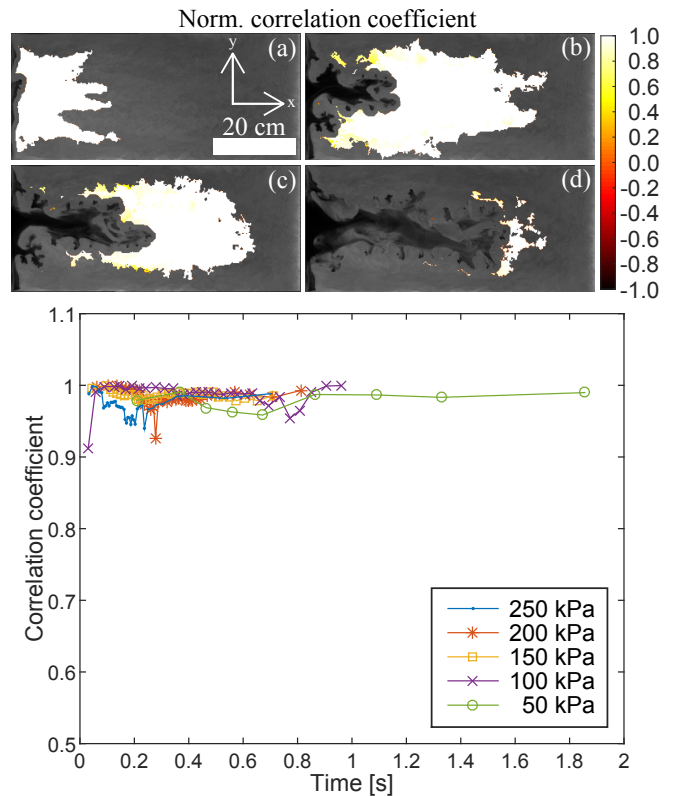 Norm. correlation coefficient
(a)
y
x
20 cm
(b)
(c)
(d)
1.0
0.8
0.6
0.4
0.2
0.0
-0.2
-0.4
-0.6
-0.8
-1.0
1.1
1
0.9
0.8
0.7
0.6
0.5
Correlation coefficient
250 kPa
200 kPa
150 kPa
100 kPa
50 kPa
0 0.2 0.4 0.6 0.8 1 1.2 1.4 1.6 1.8 2
Time [s]